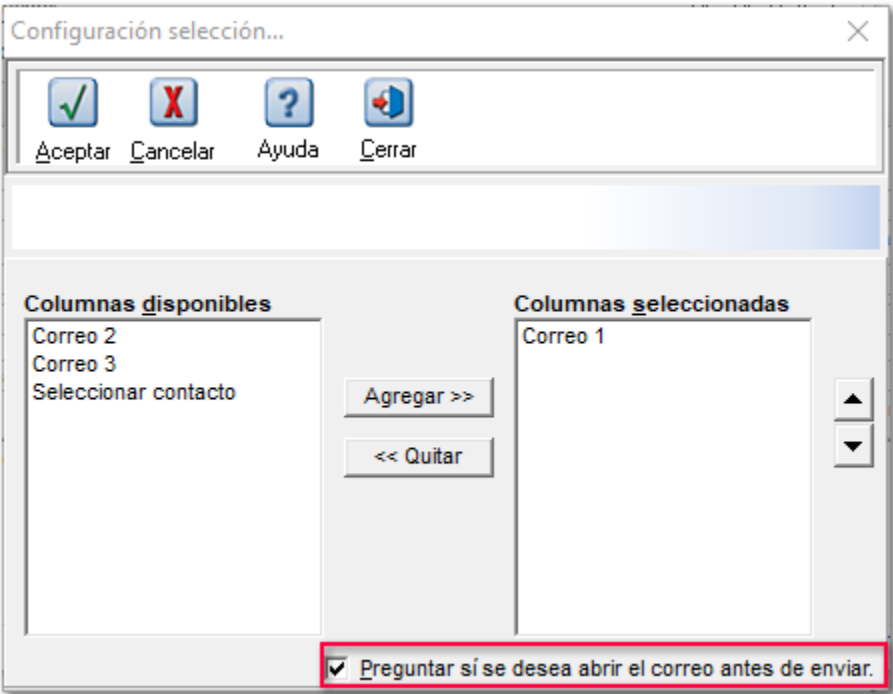 Configuración selección...
Aceptar Cancelar Ayuda Cerrar
Columnas disponibles
Correo 2
Correo 3
Seleccionar contacto
Agregar >>
<< Quitar
Columnas seleccionadas
Correo 1
Preguntar sí se desea abrir el correo antes de enviar.